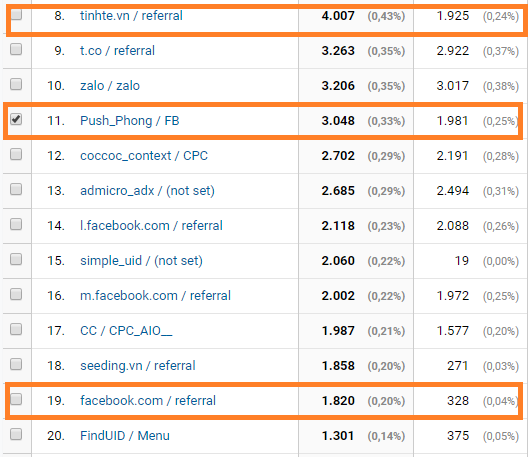 8. tinhte.vn / referral 4.007 (0,43%) 1.925 (0,24%)
9. t.co / referral 3.263 (0,35%) 2.922 (0,37%)
10. zalo / zalo 3.206 (0,35%) 3.017 (0,38%)
11. Push_Phong / FB 3.048 (0,33%) 1.981 (0,25%)
12. coccoc_context / CPC 2.702 (0,29%) 2.191 (0,28%)
13. admicro_adx / (not set) 2.685 (0,29%) 2.494 (0,31%)
14. l.facebook.com / referral 2.118 (0,23%) 2.088 (0,26%)
15. simple_uid / (not set) 2.060 (0,22%) 19 (0,00%)
16. m.facebook.com / referral 2.002 (0,22%) 1.972 (0,25%)
17. CC / CPC_AIO__ 1.987 (0,21%) 1.577 (0,20%)
18. seeding.vn / referral 1.858 (0,20%) 271 (0,03%)
19. facebook.com / referral 1.820 (0,20%) 328 (0,04%)
20. FindUID / Menu 1.301 (0,14%) 375 (0,05%)